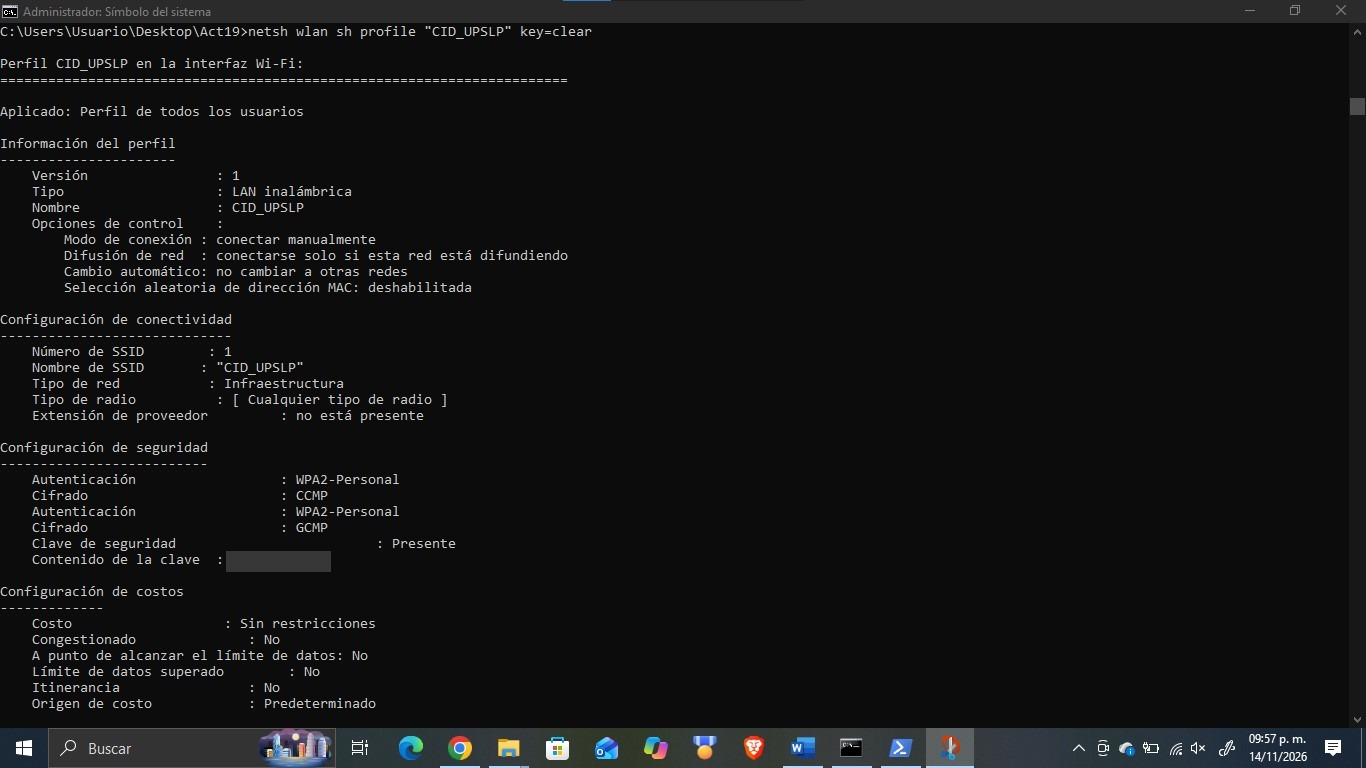 Administrador: Símbolo del sistema
C:\Users\Usuario\Desktop\Act19>netsh wlan sh profile "CID_UPSLP" key=clear
Perfil CID_UPSLP en la interfaz Wi-Fi:
=======================================================================
Aplicado: Perfil de todos los usuarios
Información del perfil
----------------------
Versión : 1
Tipo : LAN inalámbrica
Nombre : CID_UPSLP
Opciones de control :
Modo de conexión : conectar manualmente
Difusión de red : conectarse solo si esta red está difundiendo
Cambio automático: no cambiar a otras redes
Selección aleatoria de dirección MAC: deshabilitada
Configuración de conectividad
-----------------------------
Número de SSID : 1
Nombre de SSID : "CID_UPSLP"
Tipo de red : Infraestructura
Tipo de radio : [ Cualquier tipo de radio ]
Extensión de proveedor : no está presente
Configuración de seguridad
--------------------------
Autenticación : WPA2-Personal
Cifrado : CCMP
Autenticación : WPA2-Personal
Cifrado : GCMP
Clave de seguridad : Presente
Contenido de la clave :
Configuración de costos
-------------
Costo : Sin restricciones
Congestionado : No
A punto de alcanzar el límite de datos: No
Límite de datos superado : No
Itinerancia : No
Origen de costo : Predeterminado
Buscar
09:57 p. m.
14/11/2026